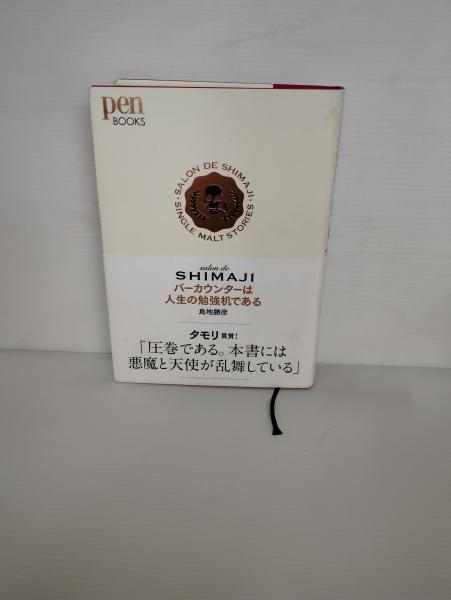 pen
BOOKS
・SALON DE SHIMAJI・
SINGLE MALT STORIES
salon de
SHIMAJI
バーカウンターは
人生の勉強机である
島地勝彦
タモリ 賞賛！
「圧巻である。本書には
悪魔と天使が乱舞している」